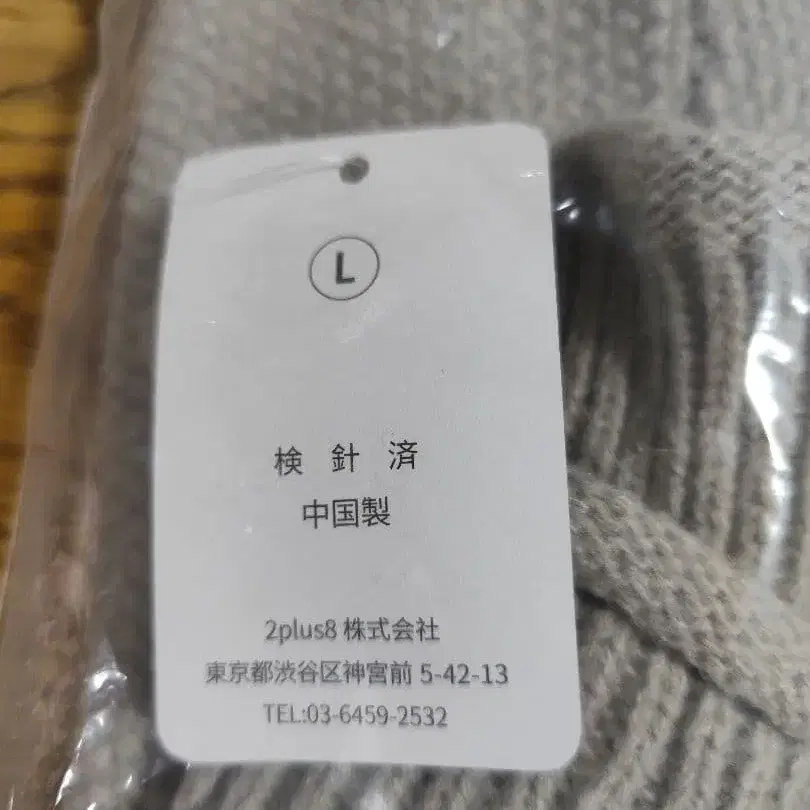 L
検 針 済
中国製
2plus8 株式会社
東京都渋谷区神宮前 5-42-13
TEL:03-6459-2532